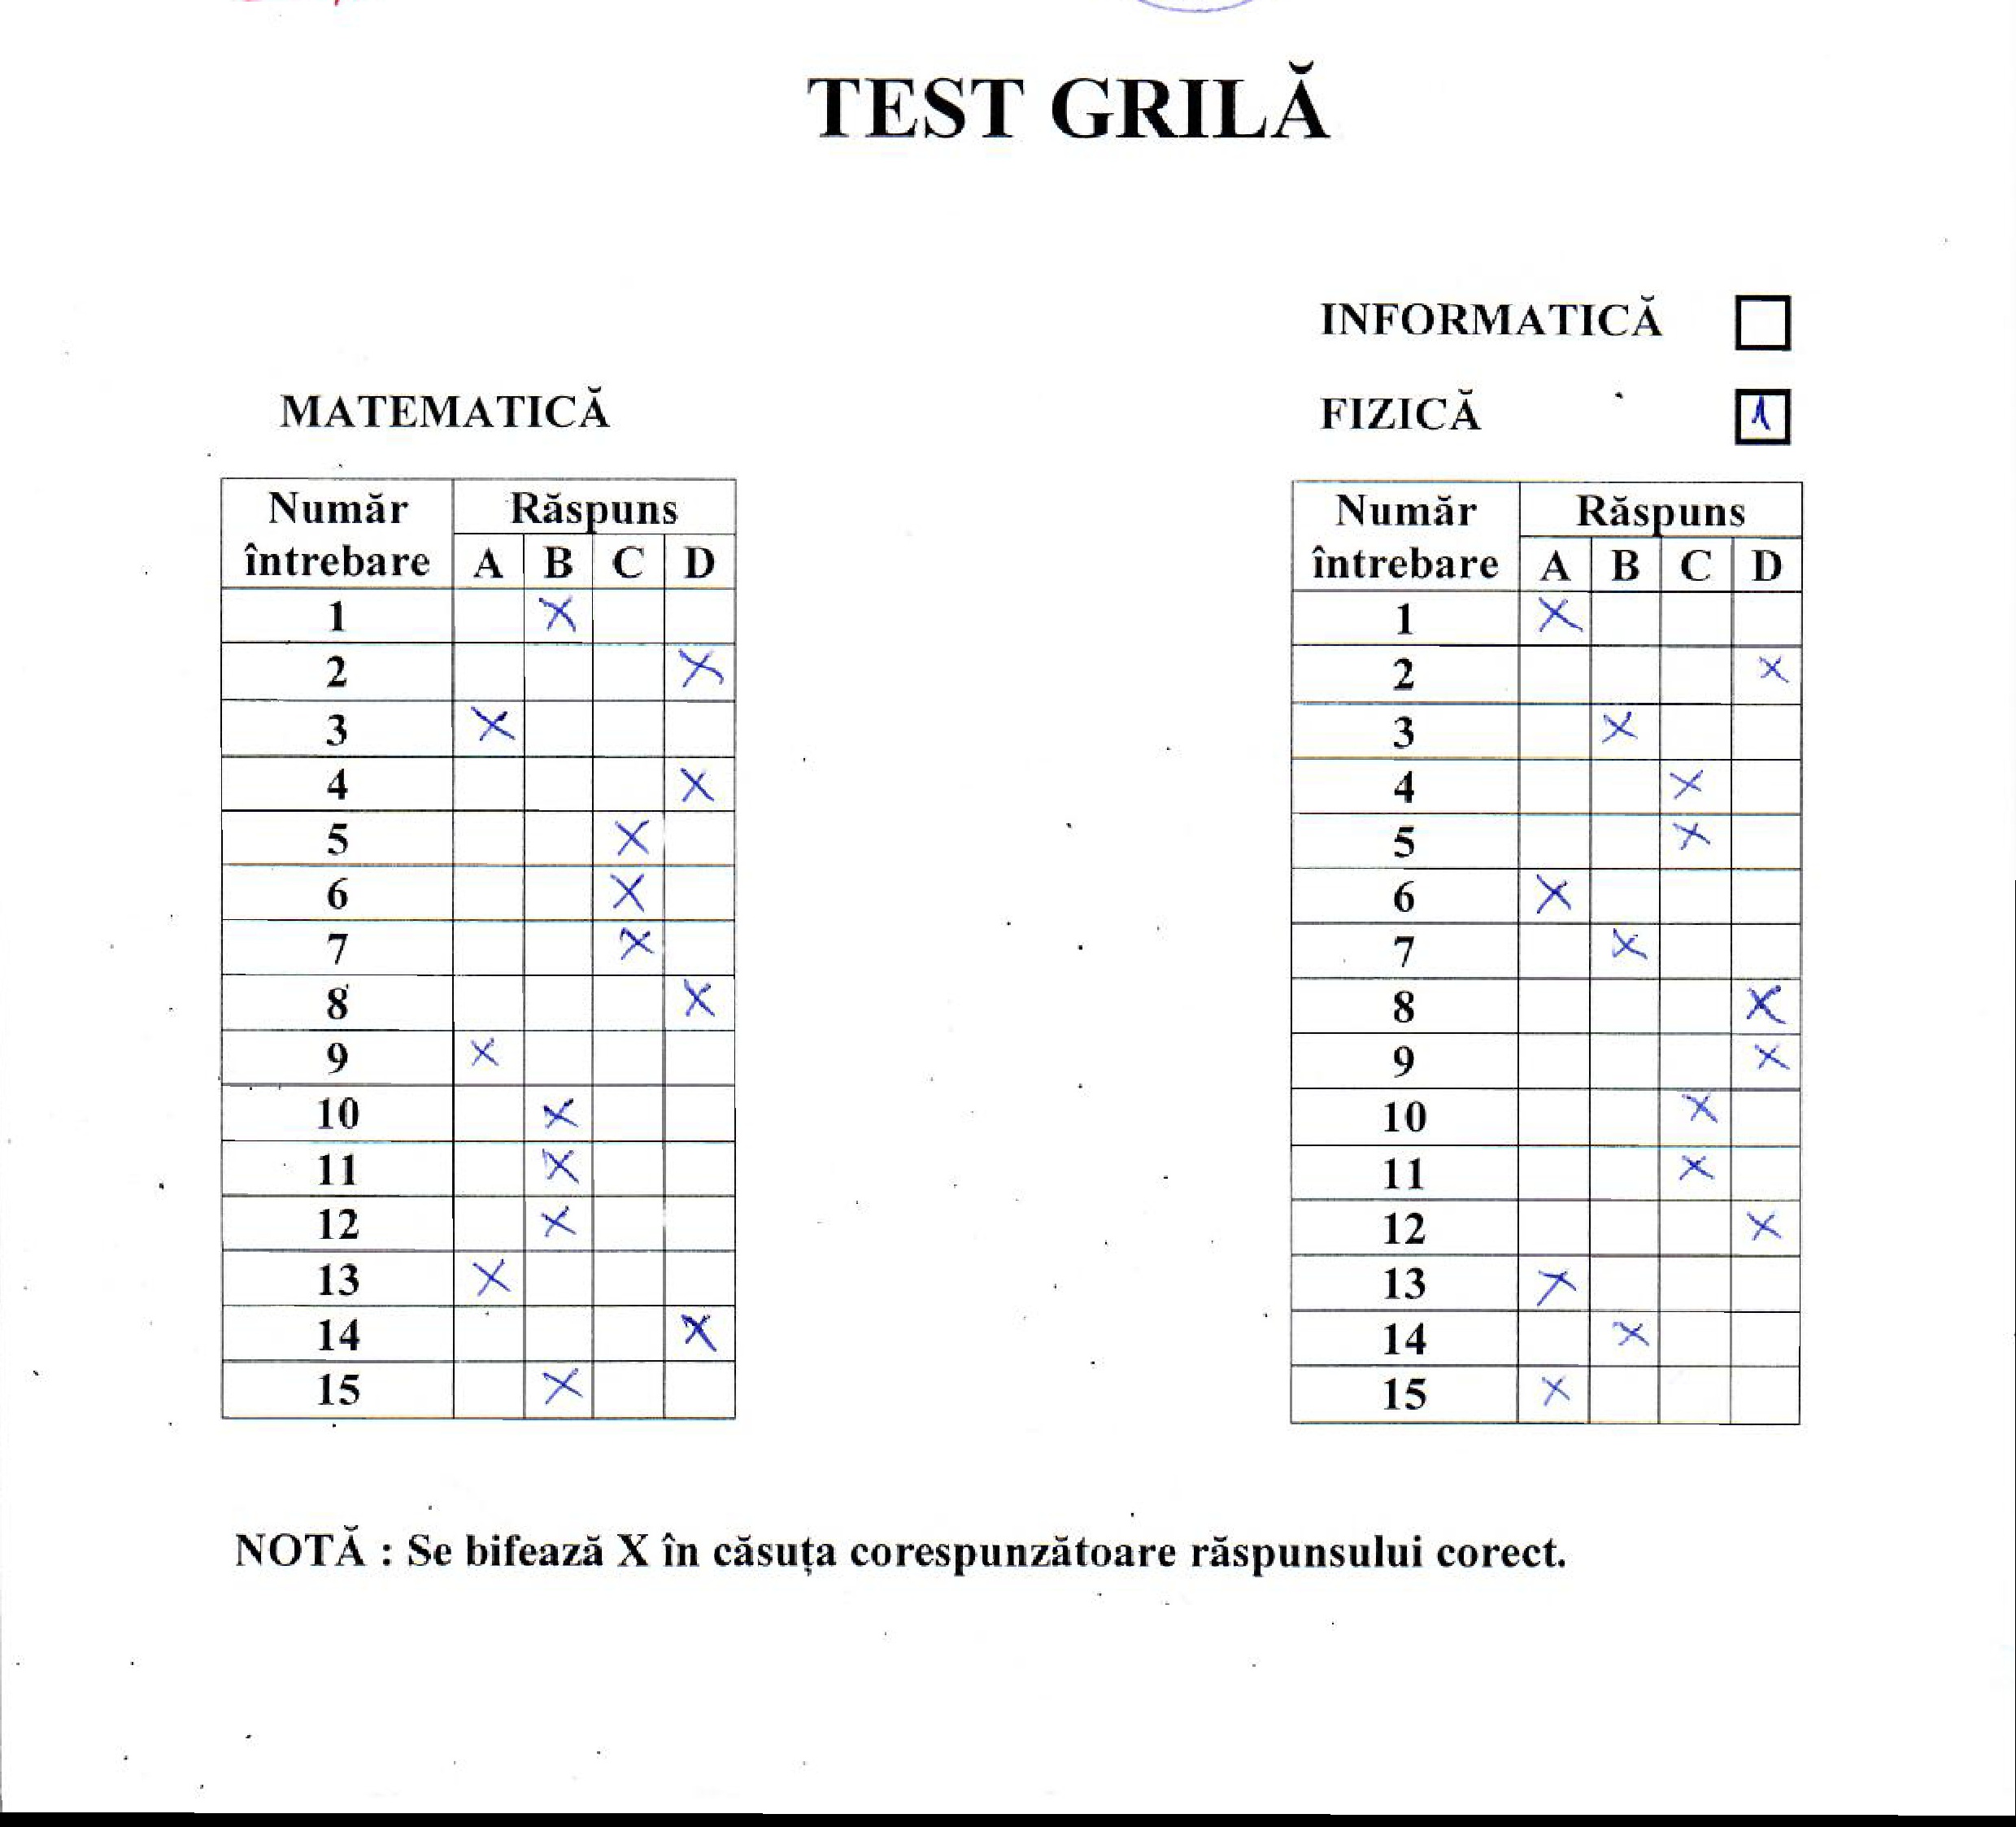 TEST GRILĂ
INFORMATICĂ
MATEMATICĂ
FIZICĂ 1
Număr întrebare Răspuns
A B C D
1 X
2 X
3 X
4 X
5 X
6 X
7 X
8 X
9 X
10 X
11 X
12 X
13 X
14 X
15 X
Număr întrebare Răspuns
A B C D
1 X
2 X
3 X
4 X
5 X
6 X
7 X
8 X
9 X
10 X
11 X
12 X
13 X
14 X
15 X
NOTĂ : Se bifează X în căsuța corespunzătoare răspunsului corect.